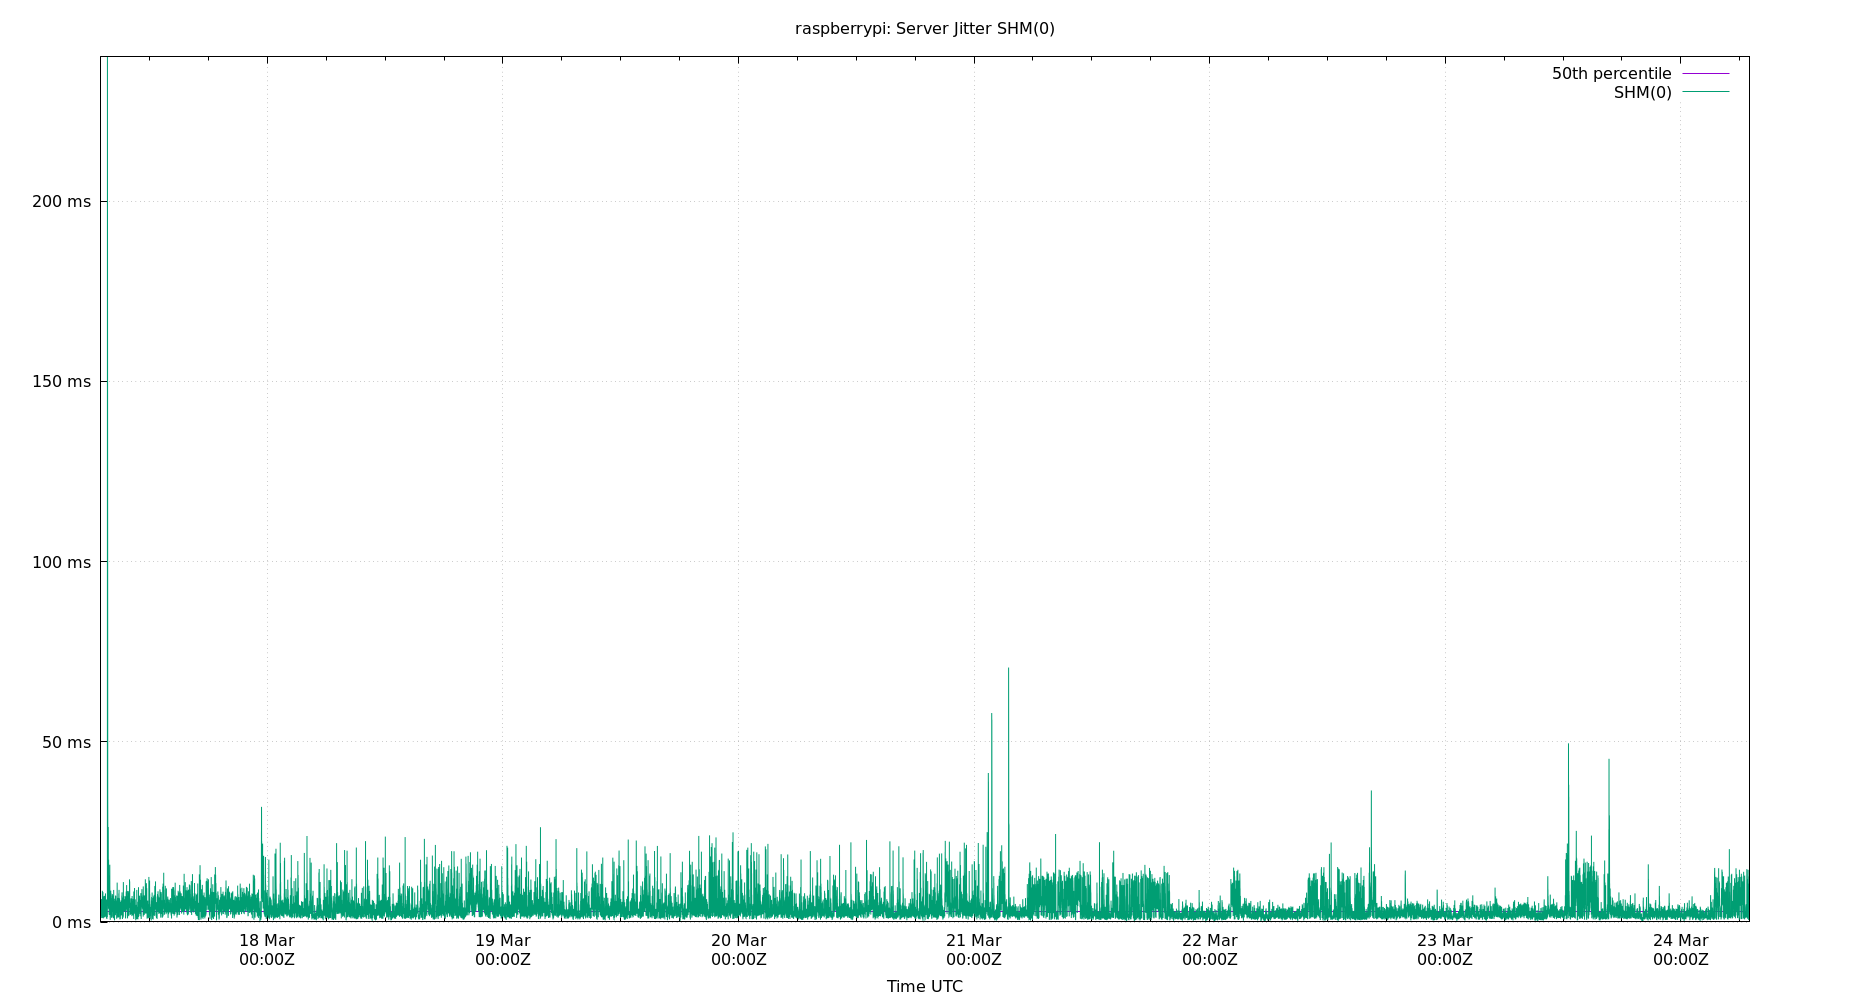 raspberrypi: Server Jitter SHM(0)
50th percentile
SHM(0)
200 ms
150 ms
100 ms
50 ms
0 ms
18 Mar
00:00Z
19 Mar
00:00Z
20 Mar
00:00Z
21 Mar
00:00Z
22 Mar
00:00Z
23 Mar
00:00Z
24 Mar
00:00Z
Time UTC